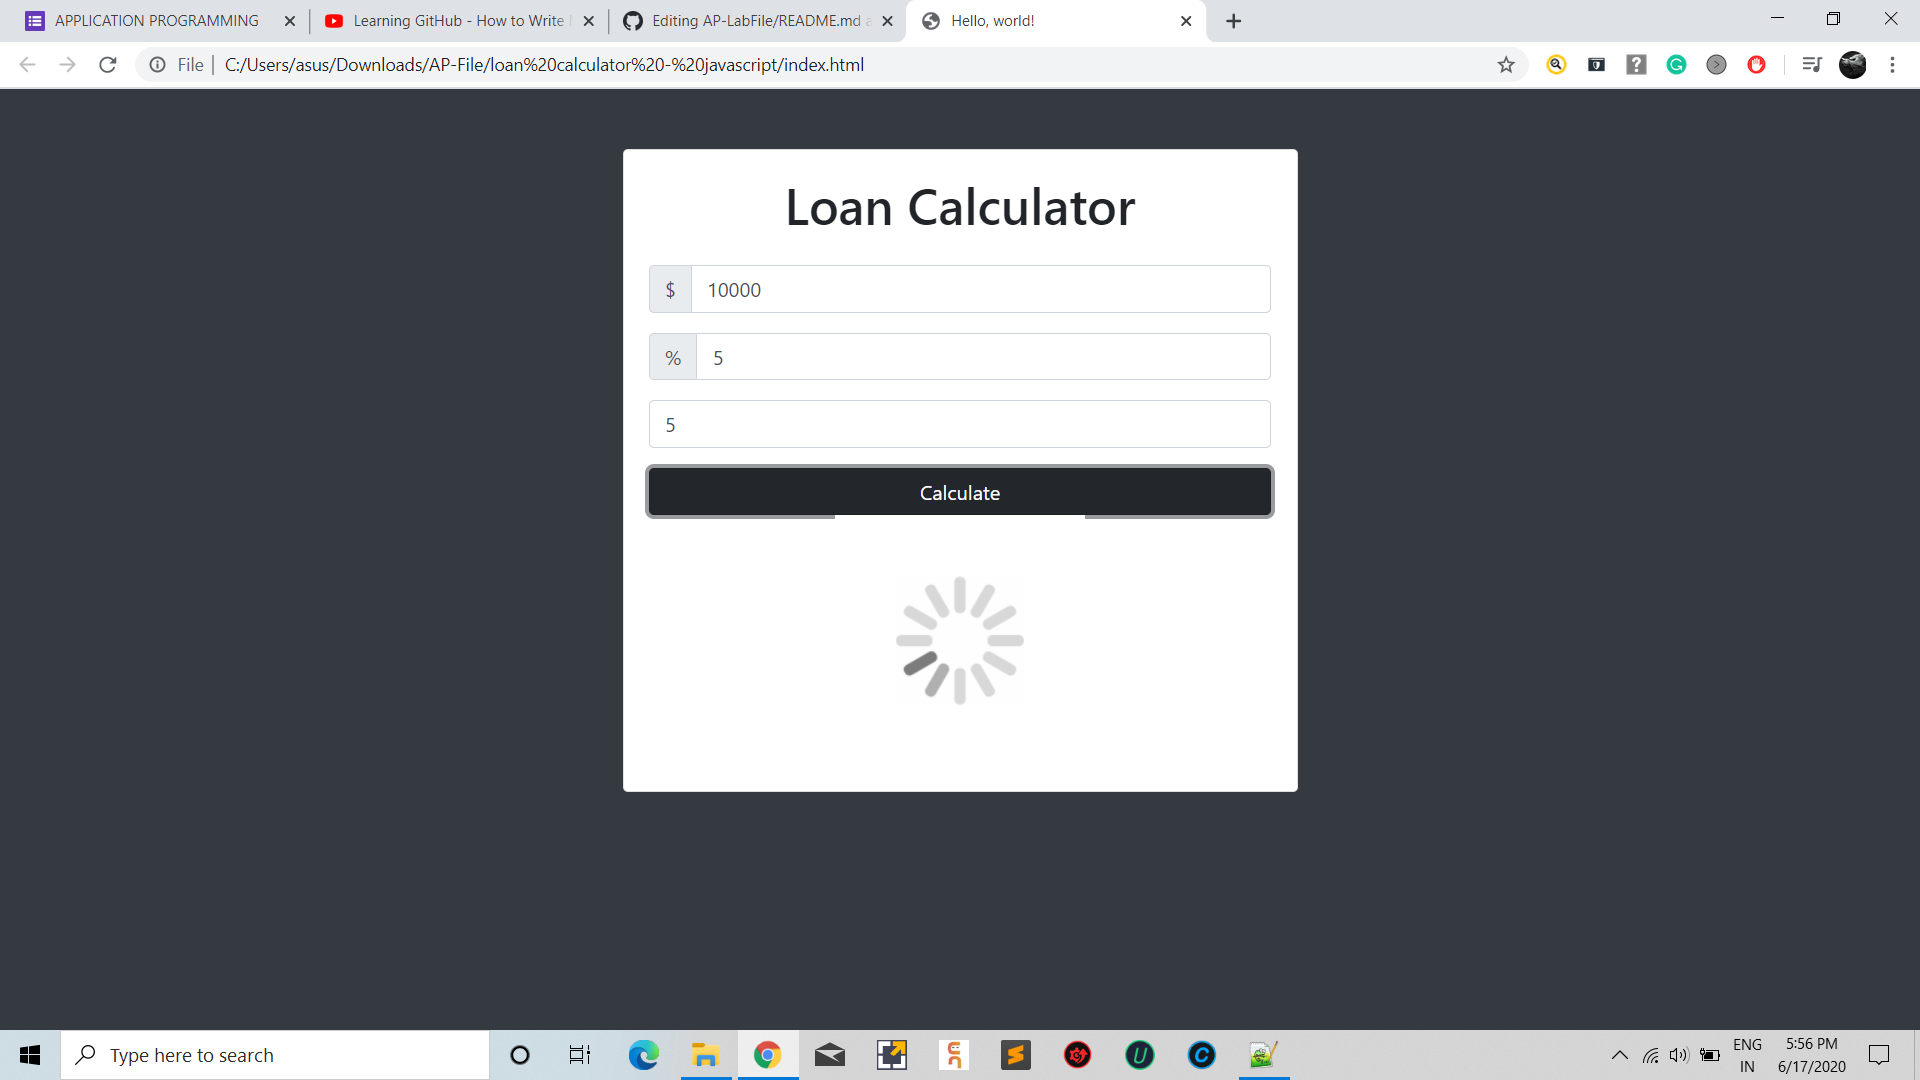 APPLICATION PROGRAMMING
Learning GitHub - How to Write
Editing AP-LabFile/README.md
Hello, world!
File | C:/Users/asus/Downloads/AP-File/loan%20calculator%20-%20javascript/index.html
Loan Calculator
$ 10000
% 5
5
Calculate
Type here to search
ENG
IN
5:56 PM
6/17/2020